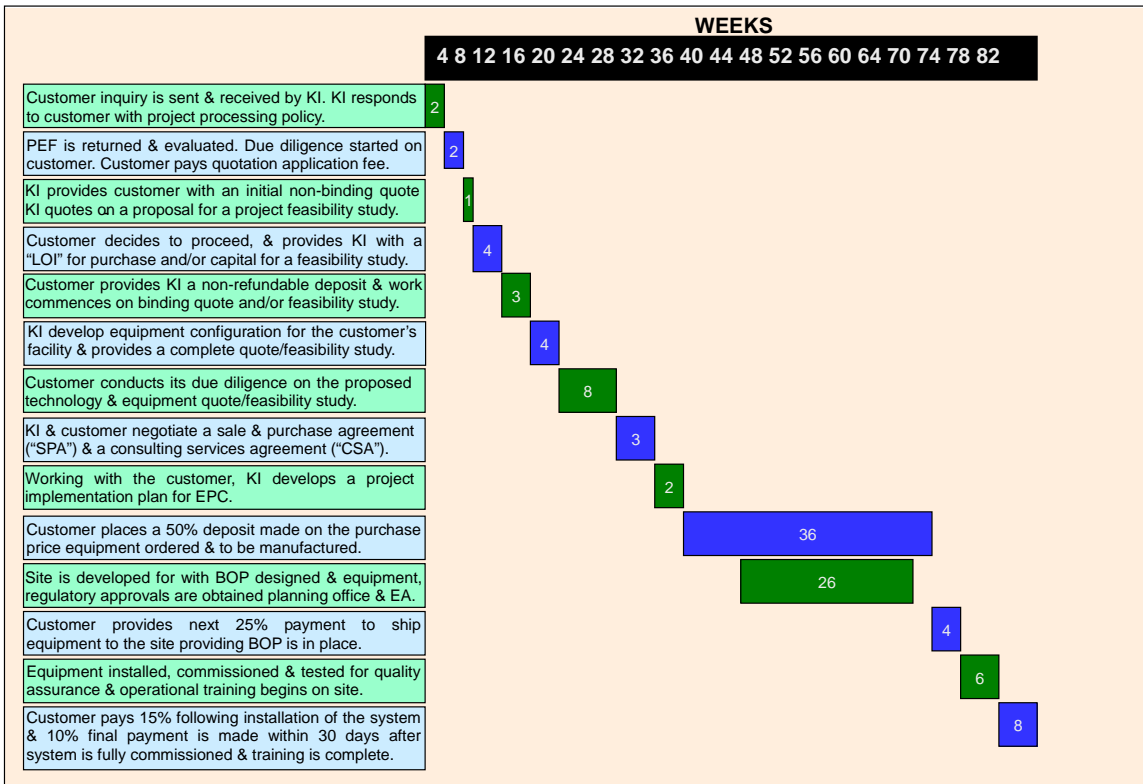 WEEKS
4 8 12 16 20 24 28 32 36 40 44 48 52 56 60 64 70 74 78 82
Customer inquiry is sent & received by KI. KI responds
to customer with project processing policy.
2
PEF is returned & evaluated. Due diligence started on
customer. Customer pays quotation application fee.
2
KI provides customer with an initial non-binding quote
KI quotes on a proposal for a project feasibility study.
1
Customer decides to proceed, & provides KI with a
“LOI” for purchase and/or capital for a feasibility study.
4
Customer provides KI a non-refundable deposit & work
commences on binding quote and/or feasibility study.
3
KI develop equipment configuration for the customer’s
facility & provides a complete quote/feasibility study.
4
Customer conducts its due diligence on the proposed
technology & equipment quote/feasibility study.
8
KI & customer negotiate a sale & purchase agreement
(“SPA”) & a consulting services agreement (“CSA”).
3
Working with the customer, KI develops a project
implementation plan for EPC.
2
Customer places a 50% deposit made on the purchase
price equipment ordered & to be manufactured.
36
Site is developed for with BOP designed & equipment,
regulatory approvals are obtained planning office & EA.
26
Customer provides next 25% payment to ship
equipment to the site providing BOP is in place.
4
Equipment installed, commissioned & tested for quality
assurance & operational training begins on site.
6
Customer pays 15% following installation of the system
& 10% final payment is made within 30 days after
system is fully commissioned & training is complete.
8